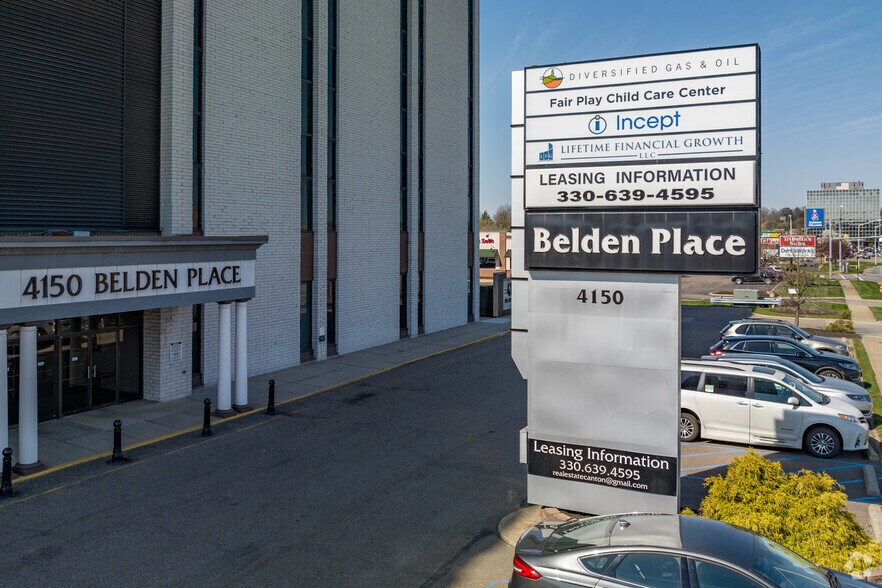 4150 BELDEN PLACE
DIVERSIFIED GAS & OIL
Fair Play Child Care Center
i Incept
LIFETIME FINANCIAL GROWTH
LLC
LEASING INFORMATION
330-639-4595
Belden Place
4150
Leasing Information
330.639.4595
realestatecanton@gmail.com